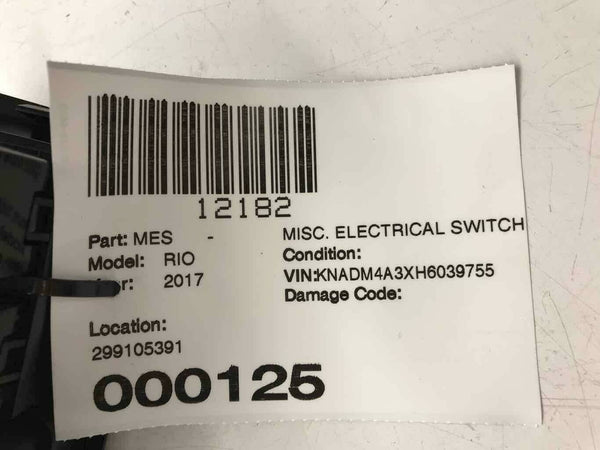 12182
Part: MES - MISC. ELECTRICAL SWITCH
Model: RIO Condition:
r: 2017 VIN:KNADM4A3XH6039755
Damage Code:
Location:
299105391
000125